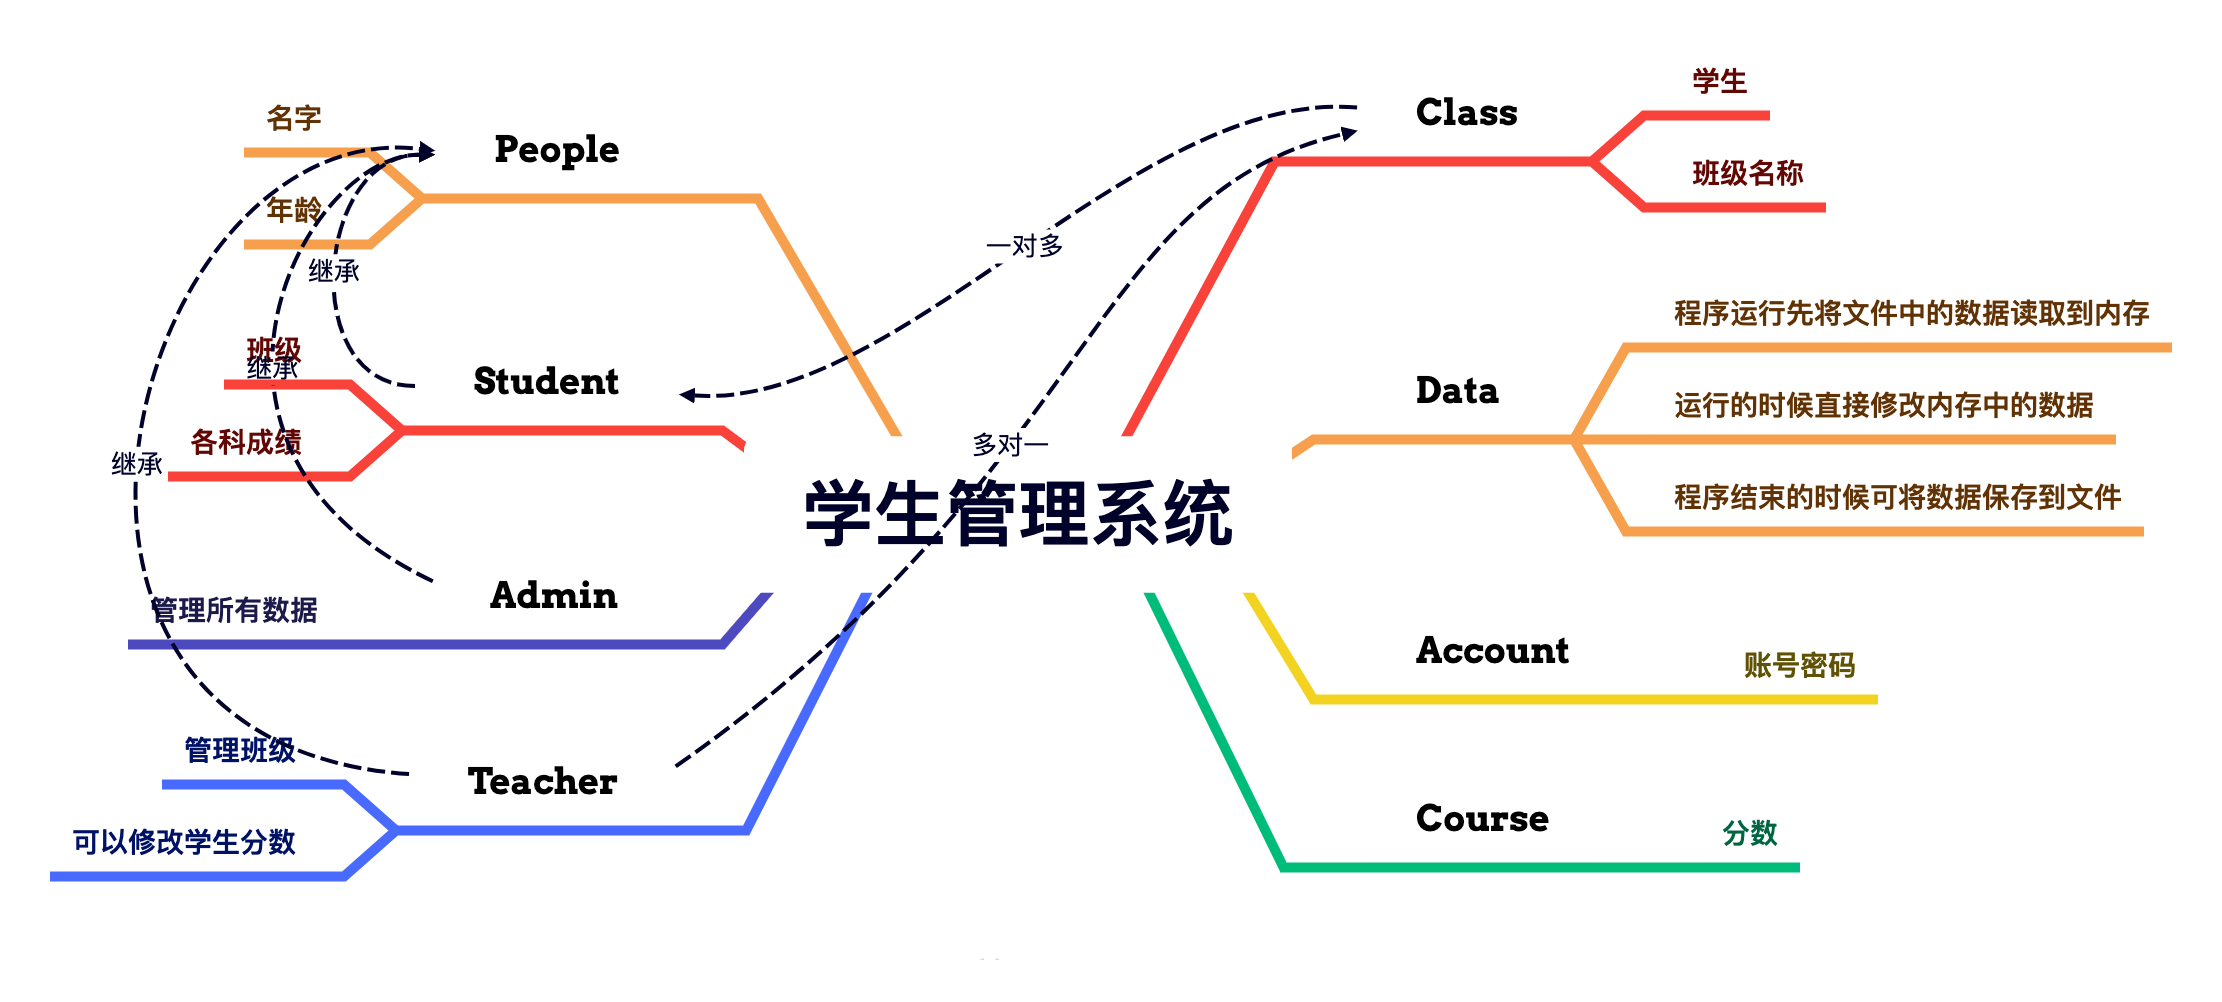 学生管理系统
People
名字
年龄
Student
班级
各科成绩
Admin
管理所有数据
Teacher
管理班级
可以修改学生分数
继承
继承
继承
一对多
多对一
Class
学生
班级名称
Data
程序运行先将文件中的数据读取到内存
运行的时候直接修改内存中的数据
程序结束的时候可将数据保存到文件
Account
账号密码
Course
分数